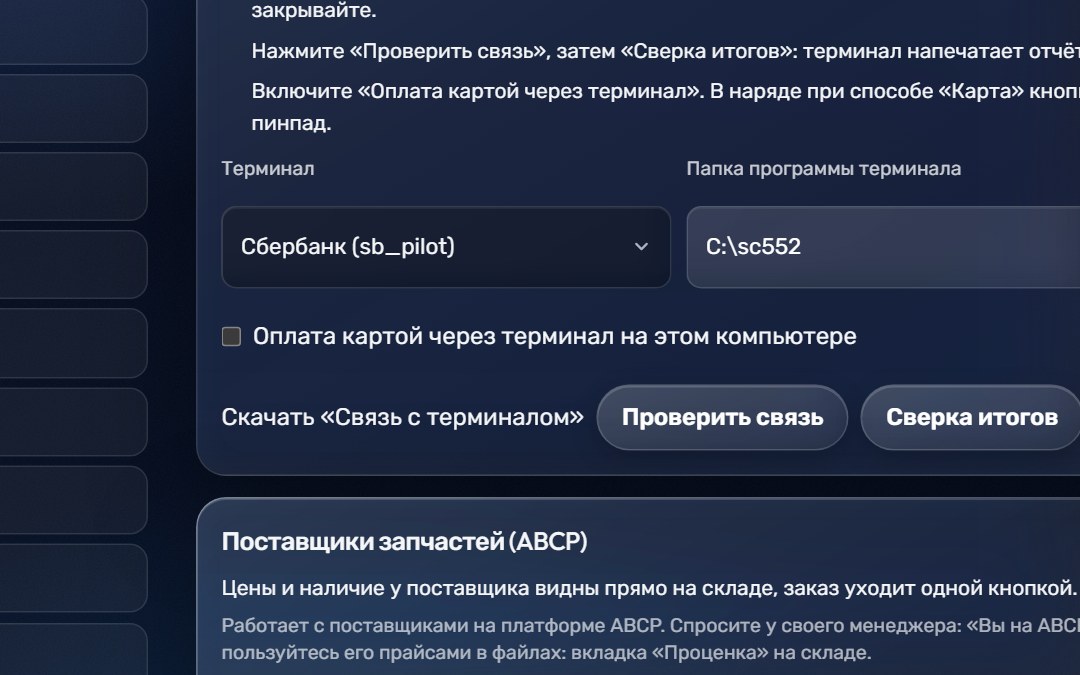 закрывайте.
Нажмите «Проверить связь», затем «Сверка итогов»: терминал напечатает отчёт
Включите «Оплата картой через терминал». В наряде при способе «Карта»
пинпад.
Терминал
Папка программы терминала
Сбербанк (sb_pilot)
C:\sc552
Оплата картой через терминал на этом компьютере
Скачать «Связь с терминалом»
Проверить связь
Сверка итогов
Поставщики запчастей (ABCP)
Цены и наличие у поставщика видны прямо на складе, заказ уходит одной кнопкой.
Работает с поставщиками на платформе ABCP. Спросите у своего менеджера: «Вы на
пользуйтесь его прайсами в файлах: вкладка «Проценка» на складе.